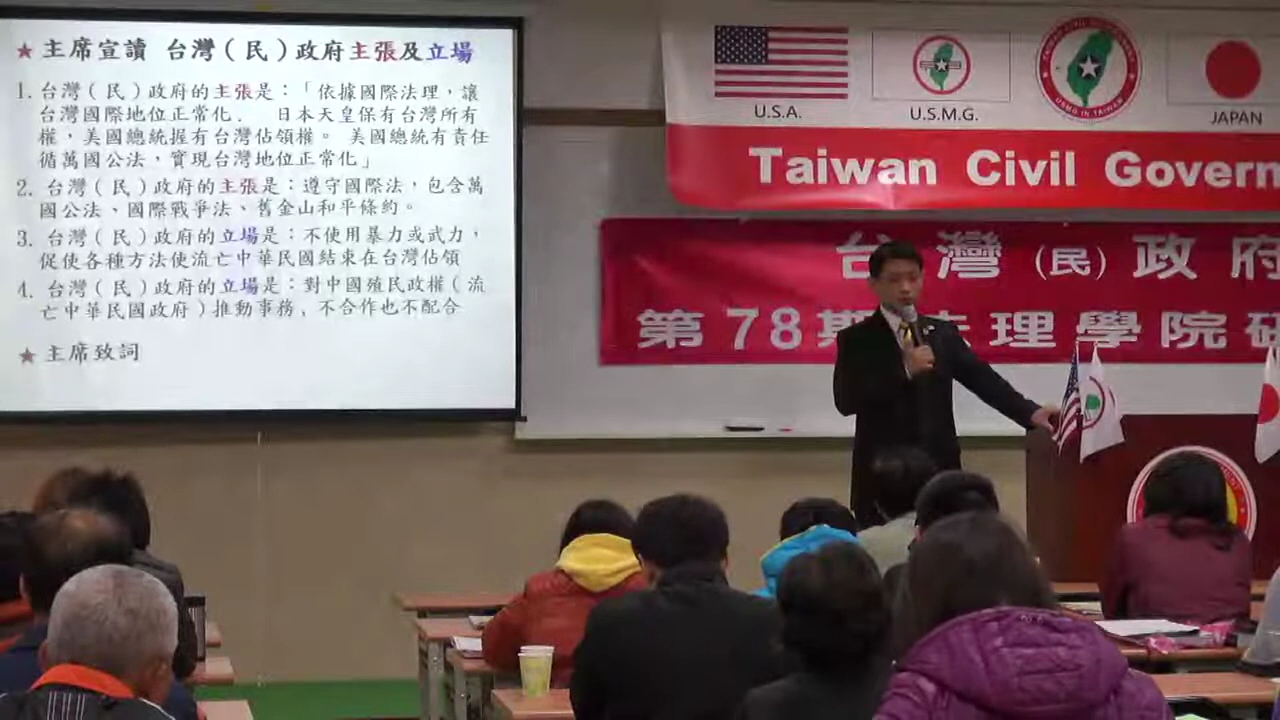 ★ 主席宣讀 台灣(民)政府主張及立場
1. 台灣(民)政府的主張是:「依據國際法理,讓
台灣國際地位正常化. 日本天皇保有台灣所有
權,美國總統握有台灣佔領權。 美國總統有責任
循萬國公法,實現台灣地位正常化」
2. 台灣(民)政府的主張是:遵守國際法,包含萬
國公法、國際戰爭法、舊金山和平條約。
3. 台灣(民)政府的立場是:不使用暴力或武力,
促使各種方法使流亡中華民國結束在台灣佔領
4. 台灣(民)政府的立場是:對中國殖民政權(流
亡中華民國政府)推動事務, 不合作也不配合
★ 主席致詞
U.S.A.
U.S.M.G.
TAIWAN CIVIL GOVERNMENT
USMG IN TAIWAN
JAPAN
Taiwan Civil Govern
台灣(民)政府
第78期法理學院研